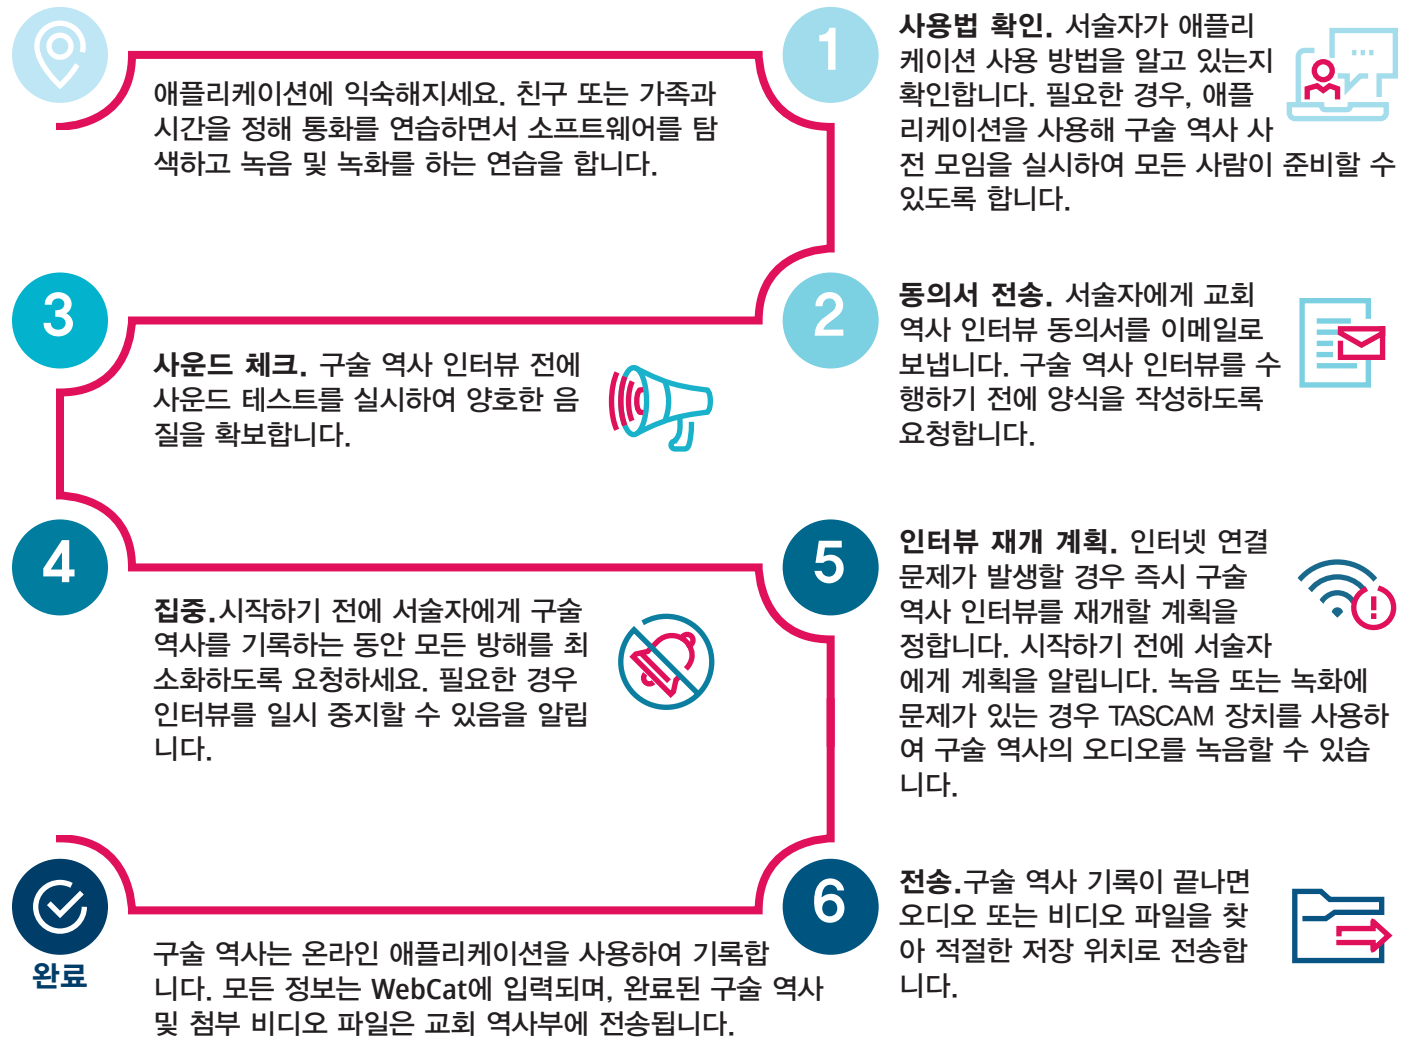 애플리케이션에 익숙해지세요. 친구 또는 가족과
시간을 정해 통화를 연습하면서 소프트웨어를 탐
색하고 녹음 및 녹화를 하는 연습을 합니다.
1
사용법 확인. 서술자가 애플리
케이션 사용 방법을 알고 있는지
확인합니다. 필요한 경우, 애플
리케이션을 사용해 구술 역사 사
전 모임을 실시하여 모든 사람이 준비할 수
있도록 합니다.
2
동의서 전송. 서술자에게 교회
역사 인터뷰 동의서를 이메일로
보냅니다. 구술 역사 인터뷰를 수
행하기 전에 양식을 작성하도록
요청합니다.
3
사운드 체크. 구술 역사 인터뷰 전에
사운드 테스트를 실시하여 양호한 음
질을 확보합니다.
4
집중.시작하기 전에 서술자에게 구술
역사를 기록하는 동안 모든 방해를 최
소화하도록 요청하세요. 필요한 경우
인터뷰를 일시 중지할 수 있음을 알립
니다.
5
인터뷰 재개 계획. 인터넷 연결
문제가 발생할 경우 즉시 구술
역사 인터뷰를 재개할 계획을
정합니다. 시작하기 전에 서술자
에게 계획을 알립니다. 녹음 또는 녹화에
문제가 있는 경우 TASCAM 장치를 사용하
여 구술 역사의 오디오를 녹음할 수 있습
니다.
6
전송.구술 역사 기록이 끝나면
오디오 또는 비디오 파일을 찾
아 적절한 저장 위치로 전송합
니다.
완료
구술 역사는 온라인 애플리케이션을 사용하여 기록합
니다. 모든 정보는 WebCat에 입력되며, 완료된 구술 역사
및 첨부 비디오 파일은 교회 역사부에 전송됩니다.